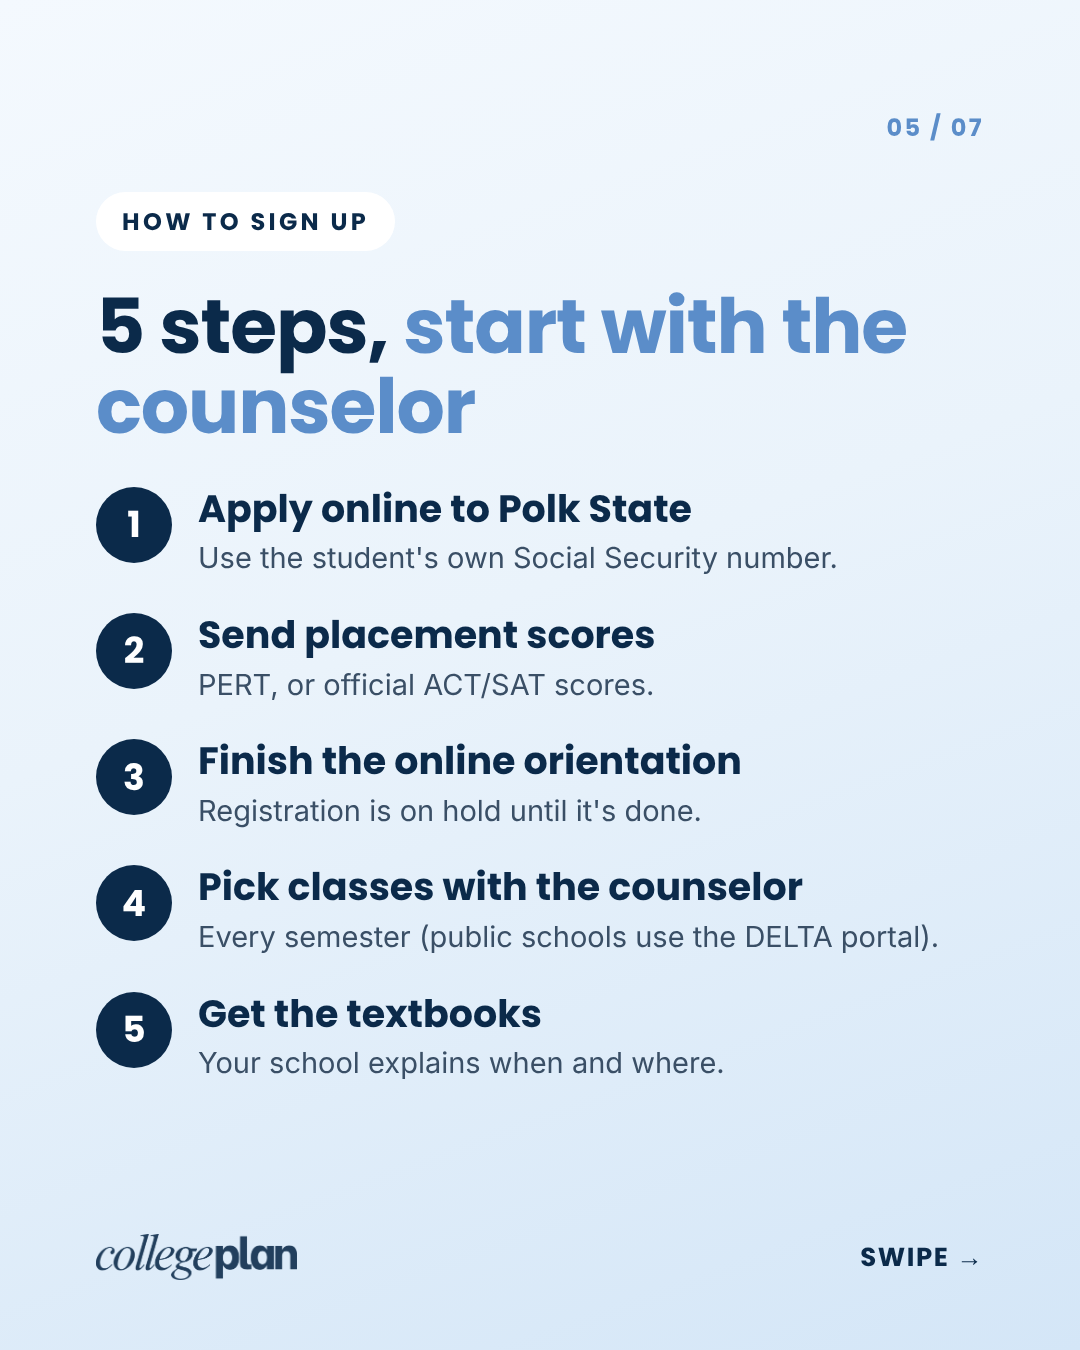 05 / 07
HOW TO SIGN UP
5 steps, start with the
counselor
1
Apply online to Polk State
Use the student's own Social Security number.
2
Send placement scores
PERT, or official ACT/SAT scores.
3
Finish the online orientation
Registration is on hold until it's done.
4
Pick classes with the counselor
Every semester (public schools use the DELTA portal).
5
Get the textbooks
Your school explains when and where.
collegeplan
SWIPE →